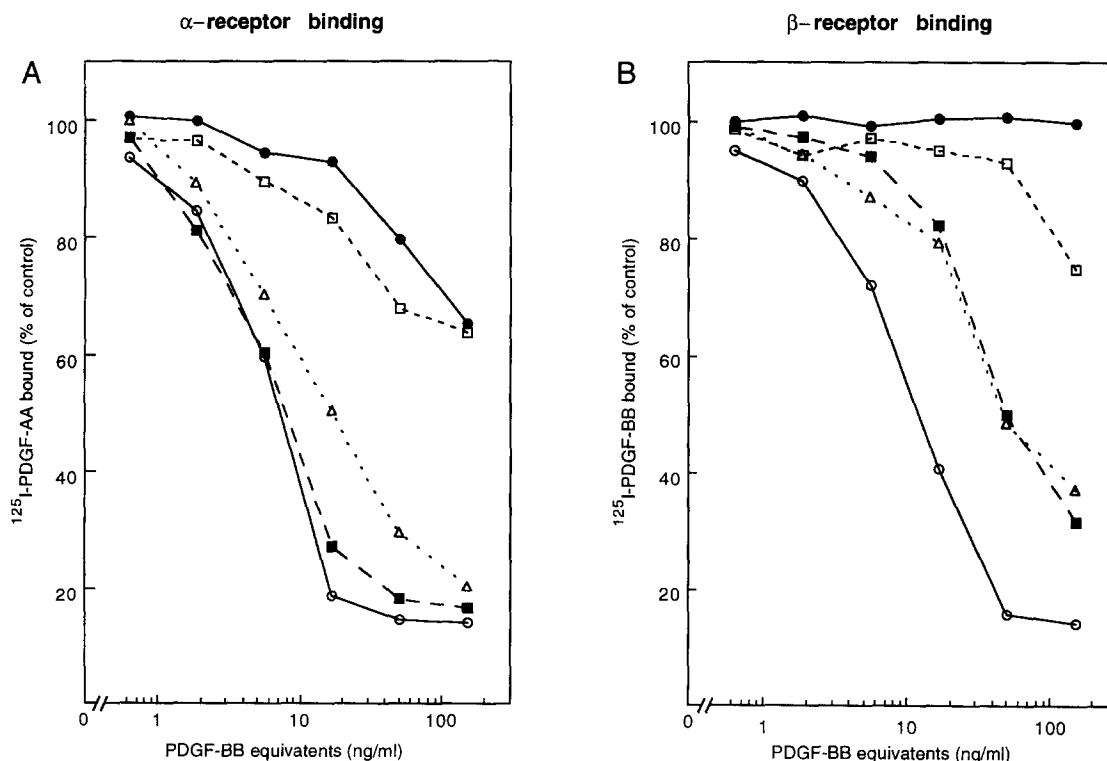 α-receptor binding
A
100
80
60
40
20
0
1
10
100
¹²⁵I-PDGF-AA bound (% of control)
PDGF-BB equivatents (ng/ml)
β-receptor binding
B
100
80
60
40
20
0
1
10
100
¹²⁵I-PDGF-BB bound (% of control)
PDGF-BB equivatents (ng/ml)